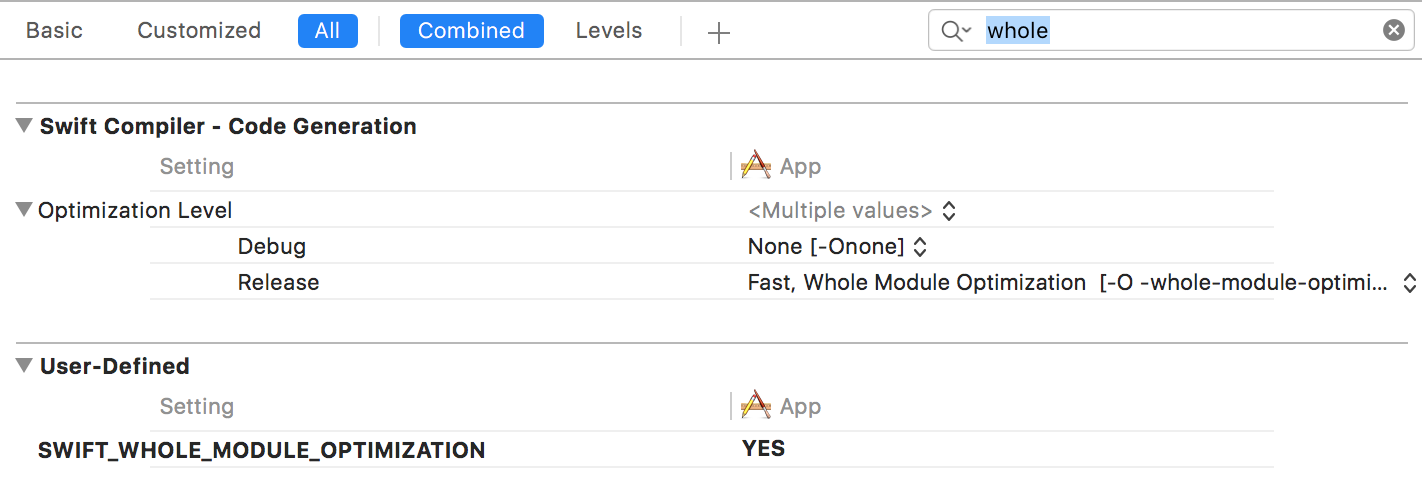 Basic Customized All Combined Levels + whole
Swift Compiler - Code Generation
Setting App
Optimization Level <Multiple values>
Debug None [-Onone]
Release Fast, Whole Module Optimization [-O -whole-module-optimi...
User-Defined
Setting App
SWIFT_WHOLE_MODULE_OPTIMIZATION YES